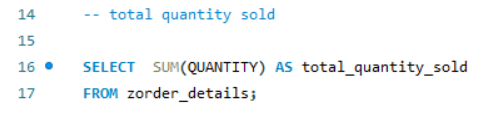 14 -- total quantity sold
15
16 SELECT SUM(QUANTITY) AS total_quantity_sold
17 FROM zorder_details;